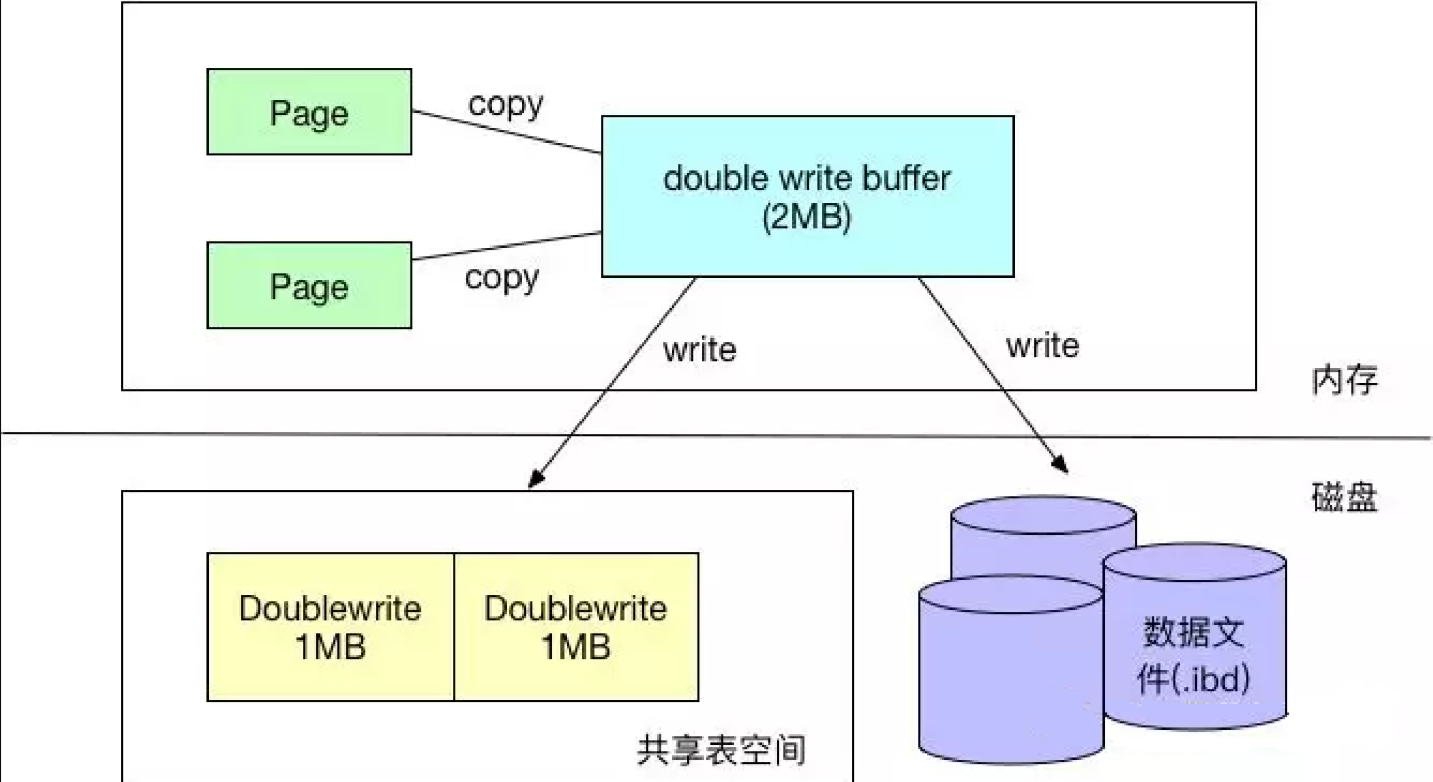 Page
copy
double write buffer
(2MB)
Page
copy
write
write
内存
磁盘
Doublewrite
1MB
Doublewrite
1MB
数据文
件(.ibd)
共享表空间